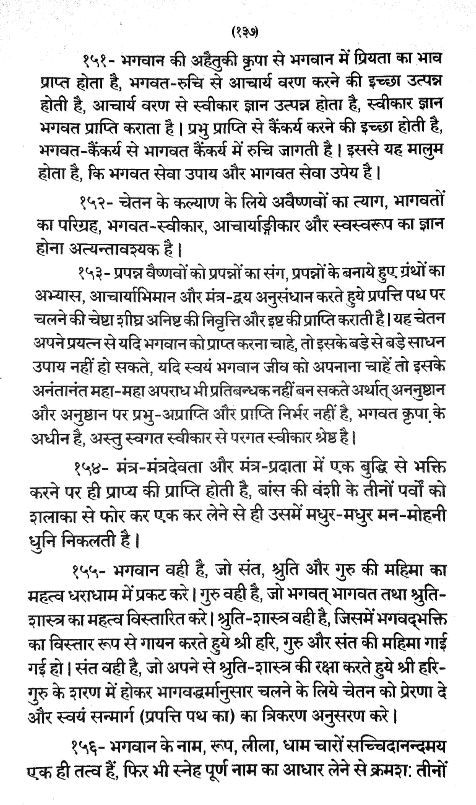 (१३७)
१५१- भगवान की अहैतुकी कृपा से भगवान में प्रियता का भाव
प्राप्त होता है, भगवत-रुचि से आचार्य वरण करने की इच्छा उत्पन्न
होती है, आचार्य वरण से स्वीकार ज्ञान उत्पन्न होता है, स्वीकार ज्ञान
भगवत प्राप्ति कराता है। प्रभु प्राप्ति से कैंकर्य करने की इच्छा होती है,
भगवत-कैंकर्य से भागवत कैंकर्य में रुचि जागती है। इससे यह मालुम
होता है, कि भगवत सेवा उपाय और भागवत सेवा उपेय है।
१५२- चेतन के कल्याण के लिये अवैष्णवों का त्याग, भागवतों
का परिग्रह, भगवत-स्वीकार, आचार्याङ्गीकार और स्वस्वरूप का ज्ञान
होना अत्यन्तावश्यक है।
१५३- प्रपन्न वैष्णवों को प्रपन्नों का संग, प्रपन्नों के बनाये हुए ग्रंथों का
अभ्यास, आचार्याभिमान और मंत्र-द्वय अनुसंधान करते हुये प्रपत्ति पथ पर
चलने की चेष्टा शीघ्र अनिष्ट की निवृत्ति और इष्ट की प्राप्ति कराती है। यह चेतन
अपने प्रयत्न से यदि भगवान को प्राप्त करना चाहे, तो इसके बड़े से बड़े साधन
उपाय नहीं हो सकते, यदि स्वयं भगवान जीव को अपनाना चाहें तो इसके
अनंतानंत महा-महा अपराध भी प्रतिबन्धक नहीं बन सकते अर्थात् अननुष्ठान
और अनुष्ठान पर प्रभु-अप्राप्ति और प्राप्ति निर्भर नहीं है, भगवत कृपा के
अधीन है, अस्तु स्वगत स्वीकार से परगत स्वीकार श्रेष्ठ है।
१५४- मंत्र-मंत्रदेवता और मंत्र-प्रदाता में एक बुद्धि से भक्ति
करने पर ही प्राप्य की प्राप्ति होती है, बांस की वंशी के तीनों पर्वों को
शलाका से फोर कर एक कर लेने से ही उसमें मधुर-मधुर मन-मोहनी
धुनि निकलती है।
१५५- भगवान वही है, जो संत, श्रुति और गुरु की महिमा का
महत्व धराधाम में प्रकट करे। गुरु वही है, जो भगवत् भागवत तथा श्रुति-
शास्त्र का महत्व विस्तारित करे। श्रुति-शास्त्र वही है, जिसमें भगवद्भक्ति
का विस्तार रूप से गायन करते हुये श्री हरि, गुरु और संत की महिमा गाई
गई हो। संत वही है, जो अपने से श्रुति-शास्त्र की रक्षा करते हुये श्री हरि-
गुरु के शरण में होकर भागवद्धर्मानुसार चलने के लिये चेतन को प्रेरणा दे
और स्वयं सन्मार्ग (प्रपत्ति पथ का) का त्रिकरण अनुसरण करे।
१५६- भगवान के नाम, रूप, लीला, धाम चारों सच्चिदानन्दमय
एक ही तत्व हैं, फिर भी स्नेह पूर्ण नाम का आधार लेने से क्रमश: तीनों